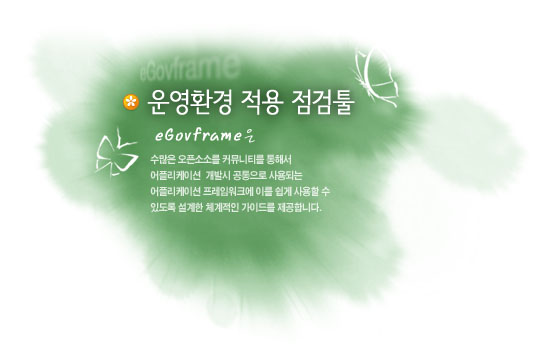 eGovframe
운영환경 적용 점검툴
eGovframe은
수많은 오픈소스를 커뮤니티를 통해서
어플리케이션 개발시 공통으로 사용되는
어플리케이션 프레임워크에 이를 쉽게 사용할 수
있도록 설계한 체계적인 가이드를 제공합니다.